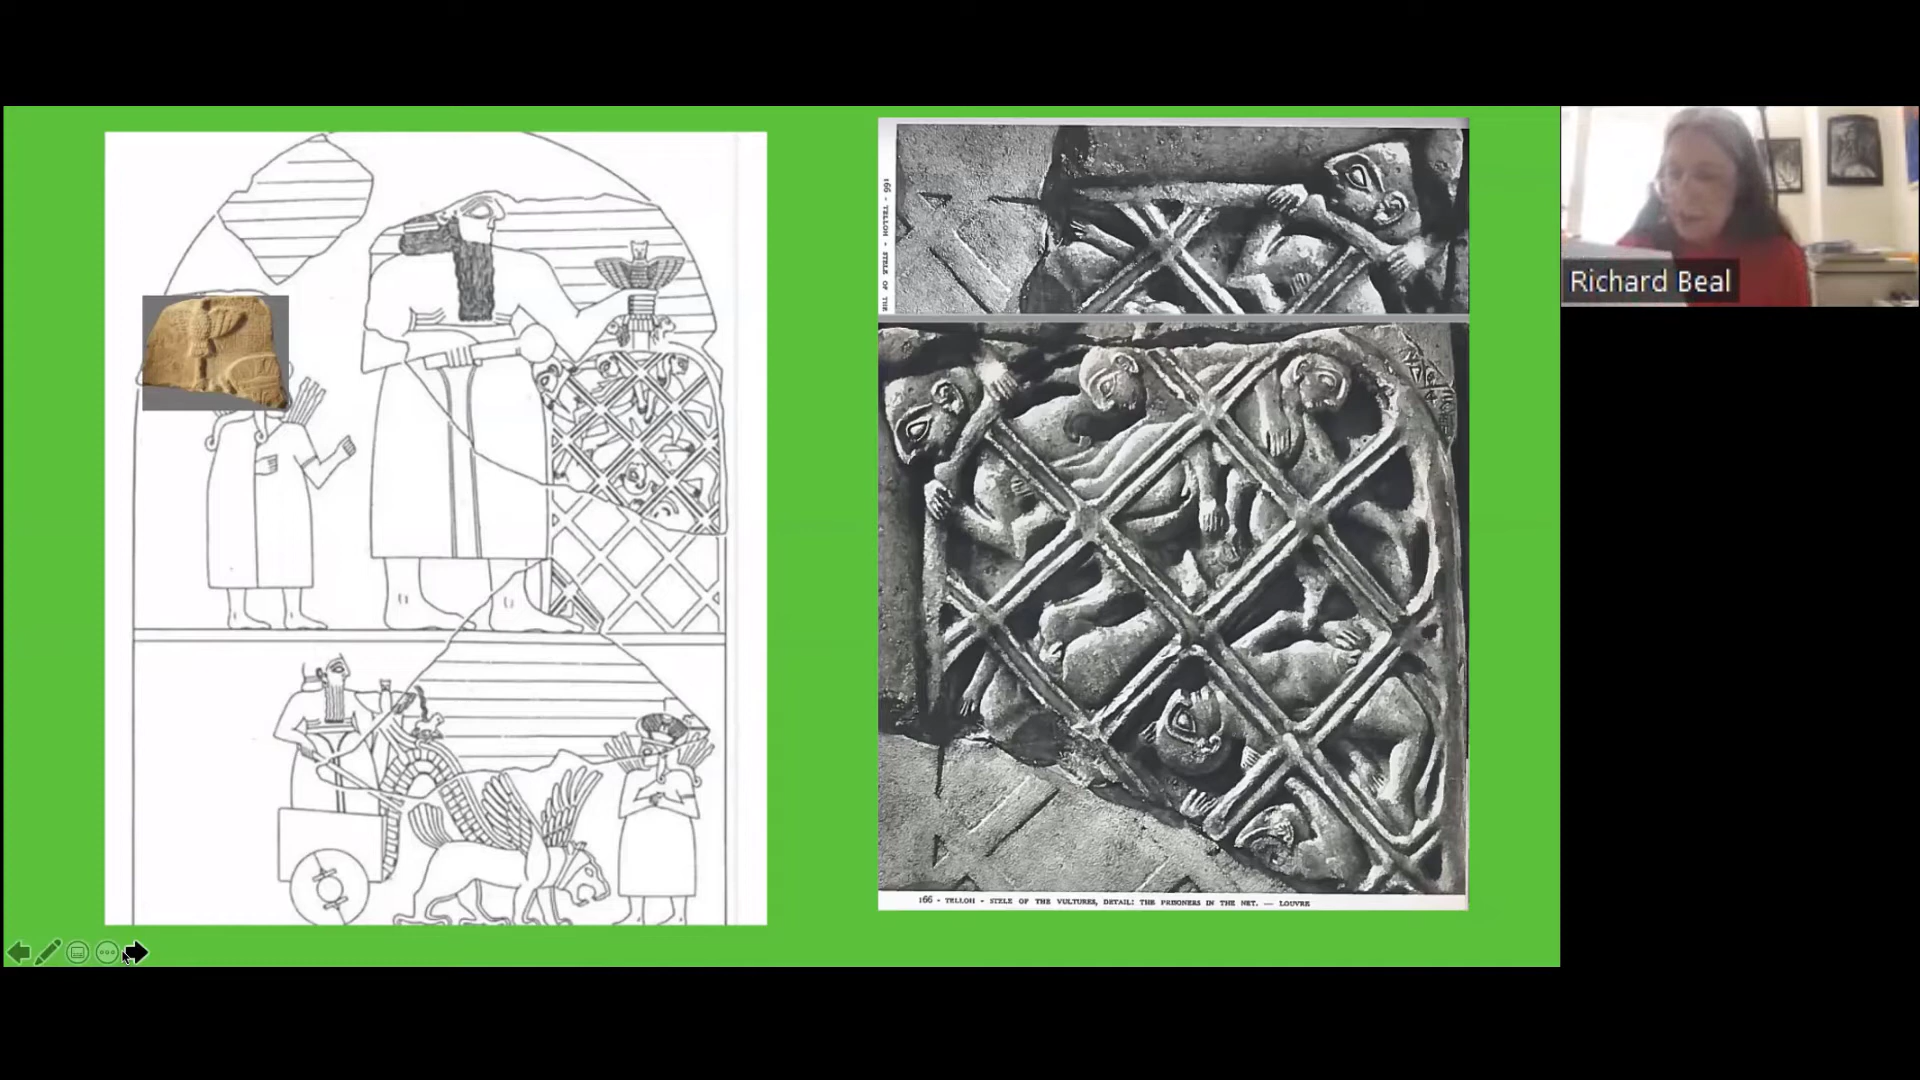 166 - TELLOH - STELE OF THE
166 - TELLOH - STELE OF THE VULTURES, DETAIL: THE PRISONERS IN THE NET. — LOUVRE
Richard Beal